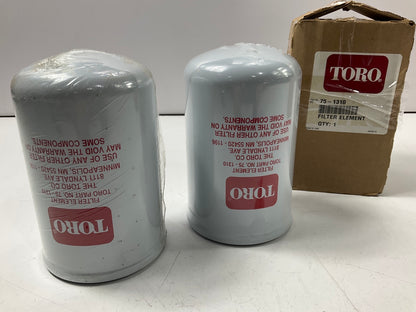 TORO
FILTER ELEMENT
TORO PART NO. 75-1310
THE TORO CO.
8111 LYNDALE AVE.
MINNEAPOLIS, MN 55420-1196
USE OF ANY OTHER FILTER
MAY VOID THE WARRANTY ON
SOME COMPONENTS
TORO
FILTER ELEMENT
TORO PART NO. 75-1310
THE TORO CO.
8111 LYNDALE AVE.
MINNEAPOLIS, MN 55420-1196
USE OF ANY OTHER FILTER
MAY VOID THE WARRANTY ON
SOME COMPONENTS
TORO
75-1310
FILTER ELEMENT
QTY: 1